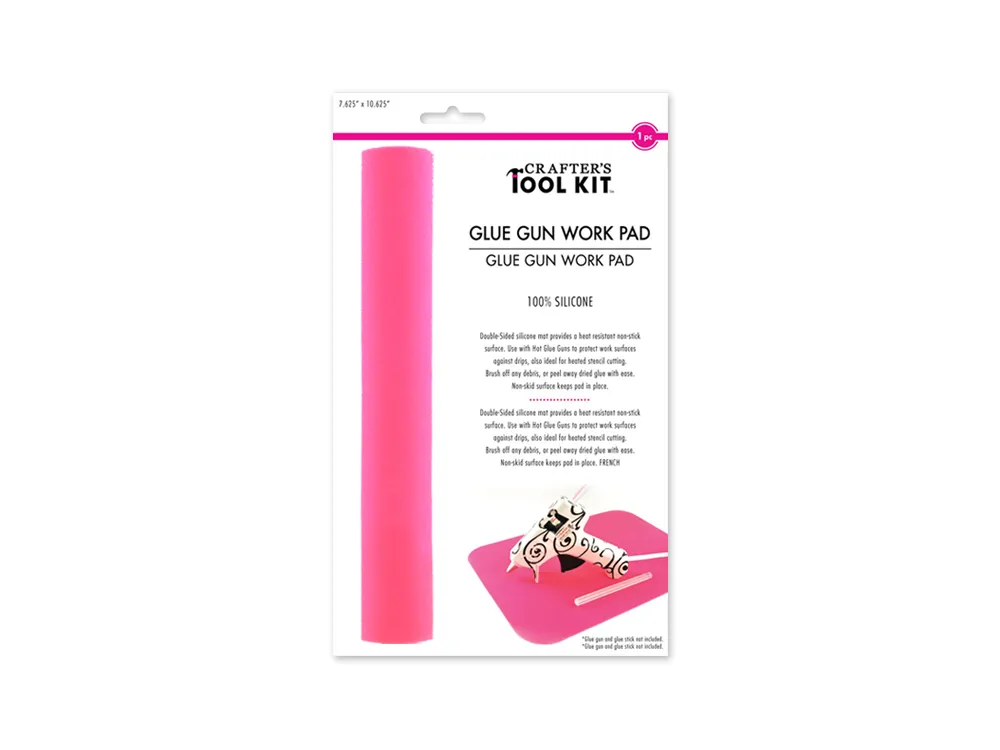 7.625" x 10.625"
1 pc
CRAFTER'S
TOOL KIT™
GLUE GUN WORK PAD
GLUE GUN WORK PAD
100% SILICONE
Double-Sided silicone mat provides a heat resistant non-stick
surface. Use with Hot Glue Guns to protect work surfaces
against drips, also ideal for heated stencil cutting.
Brush off any debris, or peel away dried glue with ease.
Non-skid surface keeps pad in place.
Double-Sided silicone mat provides a heat resistant non-stick
surface. Use with Hot Glue Guns to protect work surfaces
against drips, also ideal for heated stencil cutting.
Brush off any debris, or peel away dried glue with ease.
Non-skid surface keeps pad in place. FRENCH
*Glue gun and glue stick not included.
*Glue gun and glue stick not included.